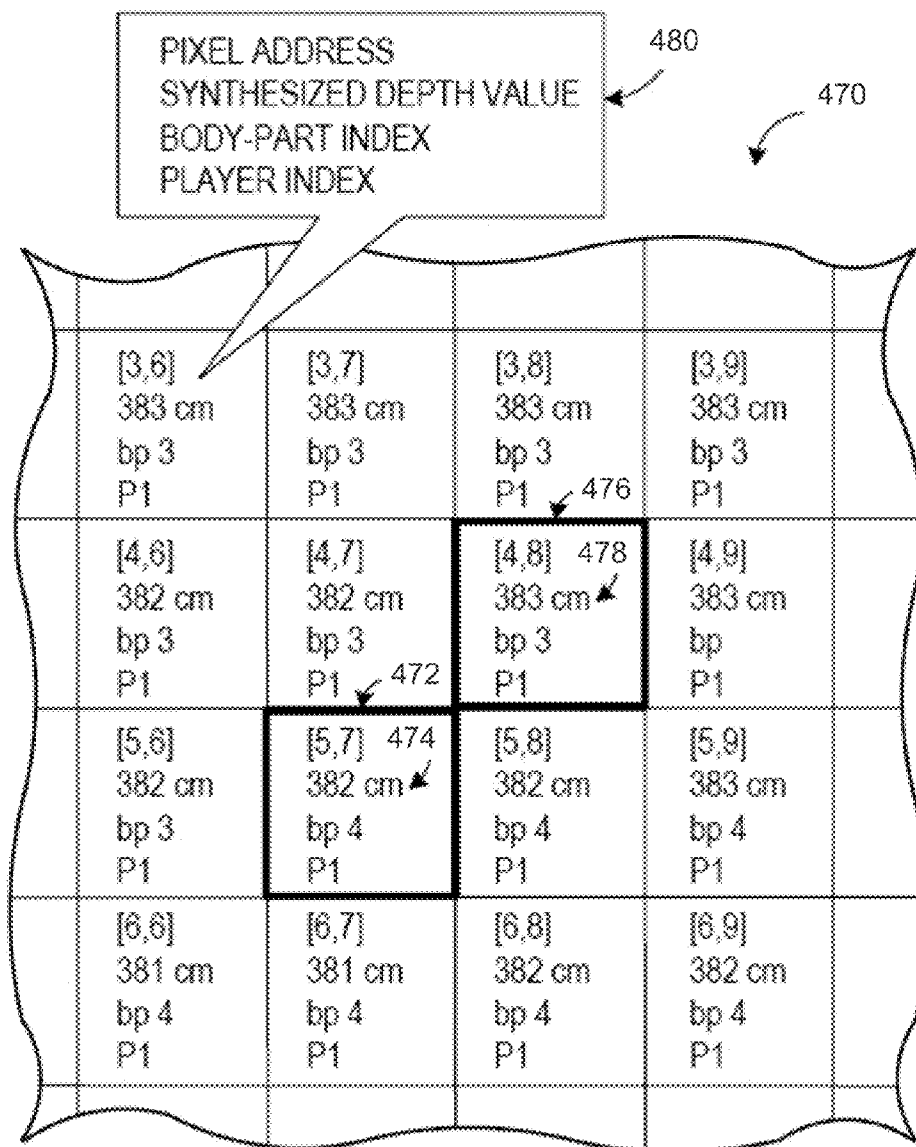 PIXEL ADDRESS
SYNTHESIZED DEPTH VALUE
BODY-PART INDEX
PLAYER INDEX
480
470
[3,6]
383 cm
bp 3
P1
[3,7]
383 cm
bp 3
P1
[3,8]
383 cm
bp 3
P1
[3,9]
383 cm
bp 3
P1
476
[4,6]
382 cm
bp 3
P1
[4,7]
382 cm
bp 3
P1
[4,8]
478
383 cm
bp 3
P1
[4,9]
383 cm
bp
P1
472
[5,6]
382 cm
bp 3
P1
[5,7]
474
382 cm
bp 4
P1
[5,8]
382 cm
bp 4
P1
[5,9]
383 cm
bp 4
P1
[6,6]
381 cm
bp 4
P1
[6,7]
381 cm
bp 4
P1
[6,8]
382 cm
bp 4
P1
[6,9]
382 cm
bp 4
P1